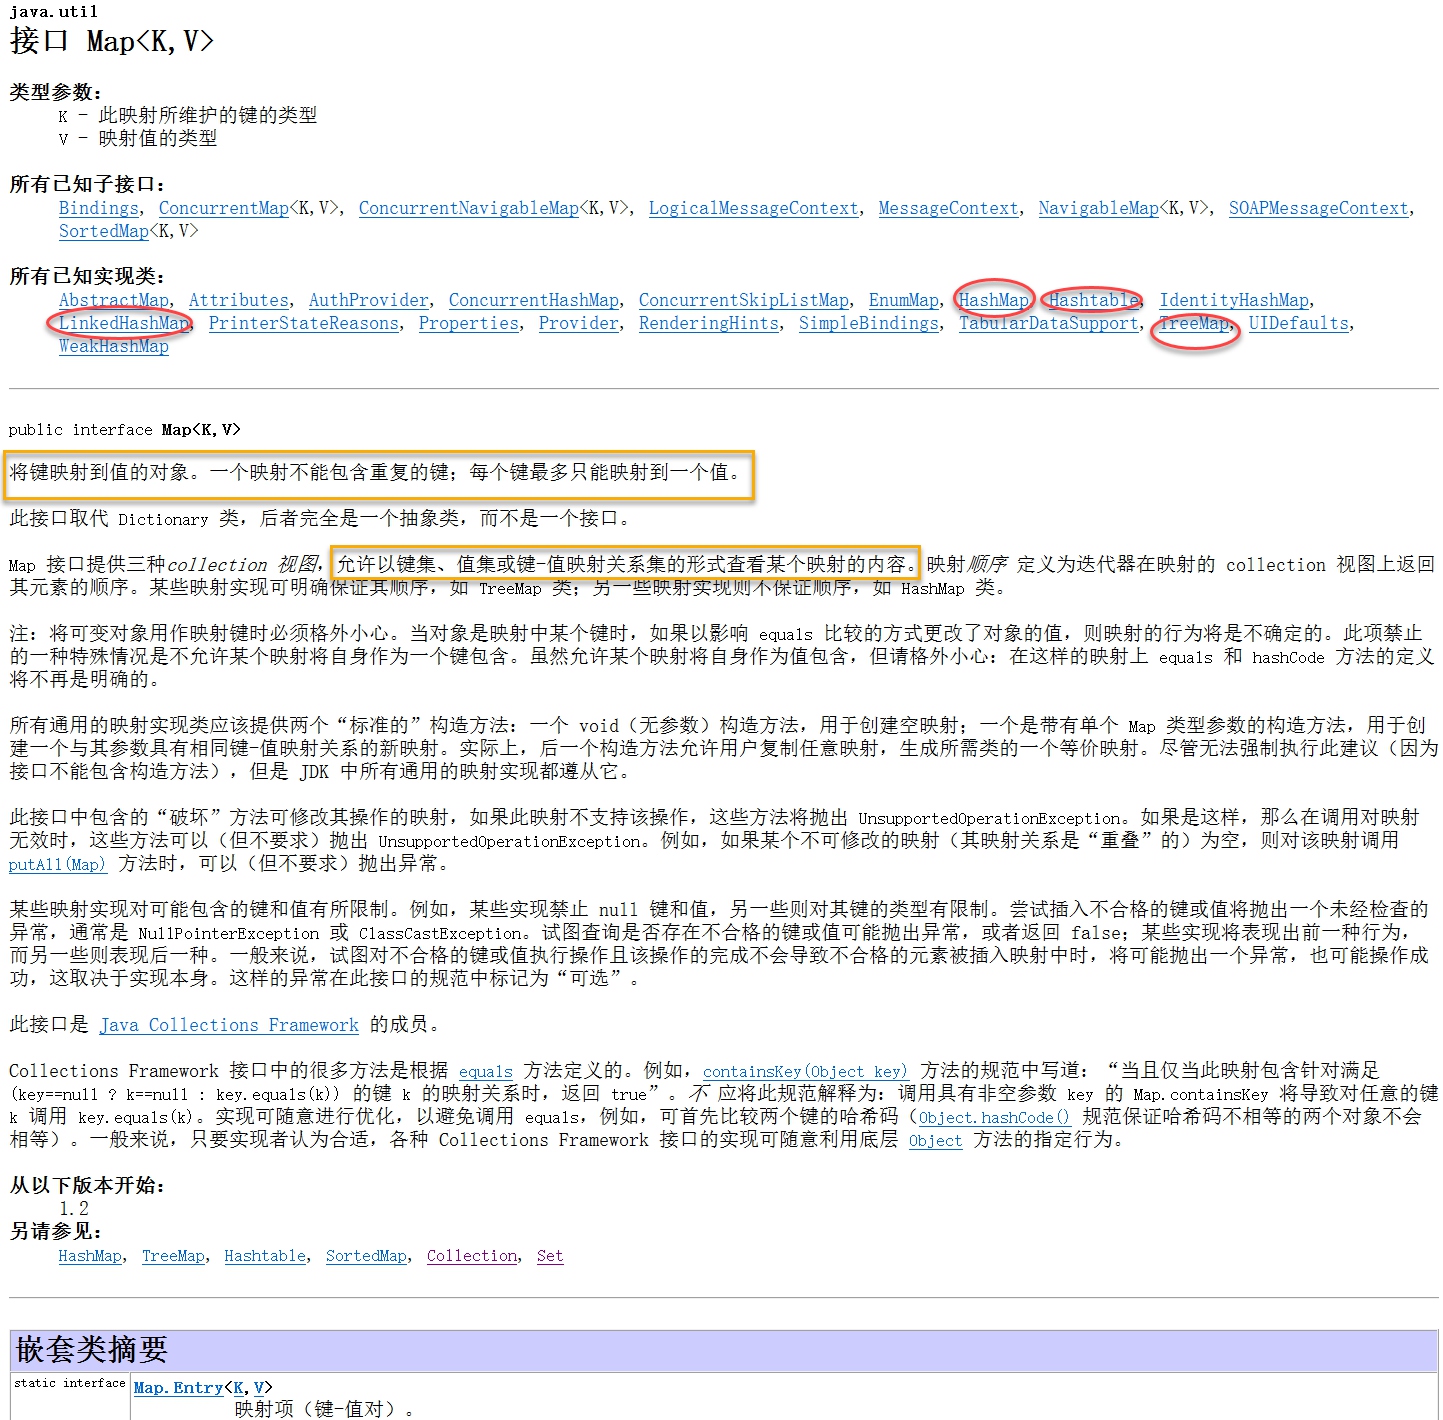 java.util
接口 Map<K,V>
类型参数：
K - 此映射所维护的键的类型
V - 映射值的类型
所有已知子接口：
Bindings, ConcurrentMap<K,V>, ConcurrentNavigableMap<K,V>, LogicalMessageContext, MessageContext, NavigableMap<K,V>, SOAPMessageContext,
SortedMap<K,V>
所有已知实现类：
AbstractMap, Attributes, AuthProvider, ConcurrentHashMap, ConcurrentSkipListMap, EnumMap, HashMap, Hashtable, IdentityHashMap,
LinkedHashMap, PrinterStateReasons, Properties, Provider, RenderingHints, SimpleBindings, TabularDataSupport, TreeMap, UIDefaults,
WeakHashMap
public interface Map<K,V>
将键映射到值的对象。一个映射不能包含重复的键；每个键最多只能映射到一个值。
此接口取代 Dictionary 类，后者完全是一个抽象类，而不是一个接口。
Map 接口提供三种collection 视图，允许以键集、值集或键-值映射关系集的形式查看某个映射的内容。映射顺序 定义为迭代器在映射的 collection 视图上返回
其元素的顺序。某些映射实现可明确保证其顺序，如 TreeMap 类；另一些映射实现则不保证顺序，如 HashMap 类。
注：将可变对象用作映射键时必须格外小心。当对象是映射中某个键时，如果以影响 equals 比较的方式更改了对象的值，则映射的行为将是不确定的。此项禁止
的一种特殊情况是不允许某个映射将自身作为一个键包含。虽然允许某个映射将自身作为值包含，但请格外小心：在这样的映射上 equals 和 hashCode 方法的定义
将不再是明确的。
所有通用的映射实现类应该提供两个“标准的”构造方法：一个 void（无参数）构造方法，用于创建空映射；一个是带有单个 Map 类型参数的构造方法，用于创
建一个与其参数具有相同键-值映射关系的新映射。实际上，后一个构造方法允许用户复制任意映射，生成所需类的一个等价映射。尽管无法强制执行此建议（因为
接口不能包含构造方法），但是 JDK 中所有通用的映射实现都遵从它。
此接口中包含的“破坏”方法可修改其操作的映射，如果此映射不支持该操作，这些方法将抛出 UnsupportedOperationException。如果是这样，那么在调用对映射
无效时，这些方法可以（但不要求）抛出 UnsupportedOperationException。例如，如果某个不可修改的映射（其映射关系是“重叠”的）为空，则对该映射调用
putAll(Map) 方法时，可以（但不要求）抛出异常。
某些映射实现对可能包含的键和值有所限制。例如，某些实现禁止 null 键和值，另一些则对其键的类型有限制。尝试插入不合格的键或值将抛出一个未经检查的
异常，通常是 NullPointerException 或 ClassCastException。试图查询是否存在不合格的键或值可能抛出异常，或者返回 false；某些实现将表现出前一种行为，
而另一些则表现后一种。一般来说，试图对不合格的键或值执行操作且该操作的完成不会导致不合格的元素被插入映射中时，将可能抛出一个异常，也可能操作成
功，这取决于实现本身。这样的异常在此接口的规范中标记为“可选”。
此接口是 Java Collections Framework 的成员。
Collections Framework 接口中的很多方法是根据 equals 方法定义的。例如，containsKey(Object key) 方法的规范中写道：“当且仅当此映射包含针对满足
(key==null ? k==null : key.equals(k)) 的键 k 的映射关系时，返回 true”。不 应将此规范解释为：调用具有非空参数 key 的 Map.containsKey 将导致对任意的键
k 调用 key.equals(k)。实现可随意进行优化，以避免调用 equals，例如，可首先比较两个键的哈希码（Object.hashCode() 规范保证哈希码不相等的两个对象不会
相等）。一般来说，只要实现者认为合适，各种 Collections Framework 接口的实现可随意利用底层 Object 方法的指定行为。
从以下版本开始：
1.2
另请参见：
HashMap, TreeMap, Hashtable, SortedMap, Collection, Set
嵌套类摘要
static interface Map.Entry<K,V>
映射项（键-值对）。